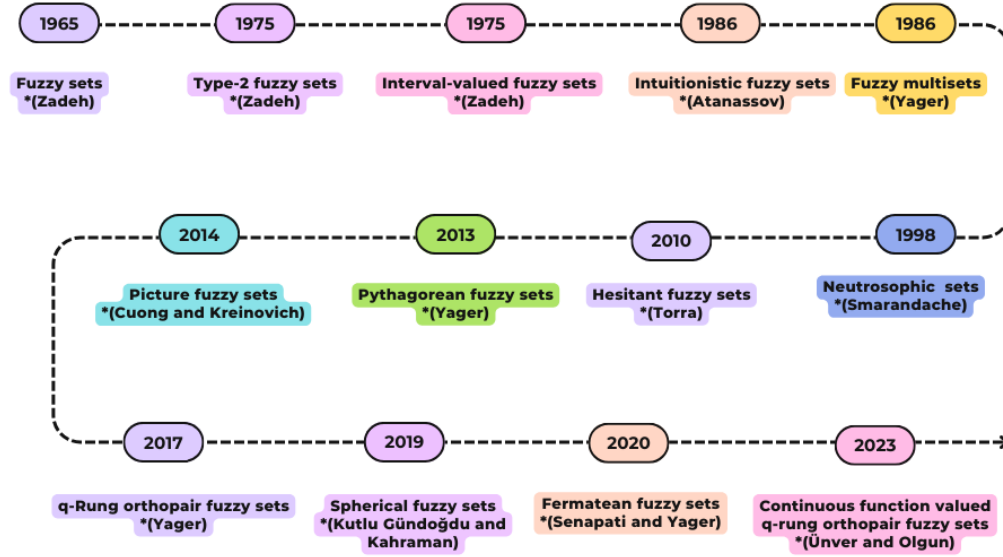 1965
1975
1975
1986
1986
Fuzzy sets
*(Zadeh)
Type-2 fuzzy sets
*(Zadeh)
Interval-valued fuzzy sets
*(Zadeh)
Intuitionistic fuzzy sets
*(Atanassov)
Fuzzy multisets
*(Yager)
1998
2010
2013
2014
Neutrosophic sets
*(Smarandache)
Hesitant fuzzy sets
*(Torra)
Pythagorean fuzzy sets
*(Yager)
Picture fuzzy sets
*(Cuong and Kreinovich)
2017
2019
2020
2023
q-Rung orthopair fuzzy sets
*(Yager)
Spherical fuzzy sets
*(Kutlu Gündoğdu and
Kahraman)
Fermatean fuzzy sets
*(Senapati and Yager)
Continuous function valued
q-rung orthopair fuzzy sets
*(Ünver and Olgun)